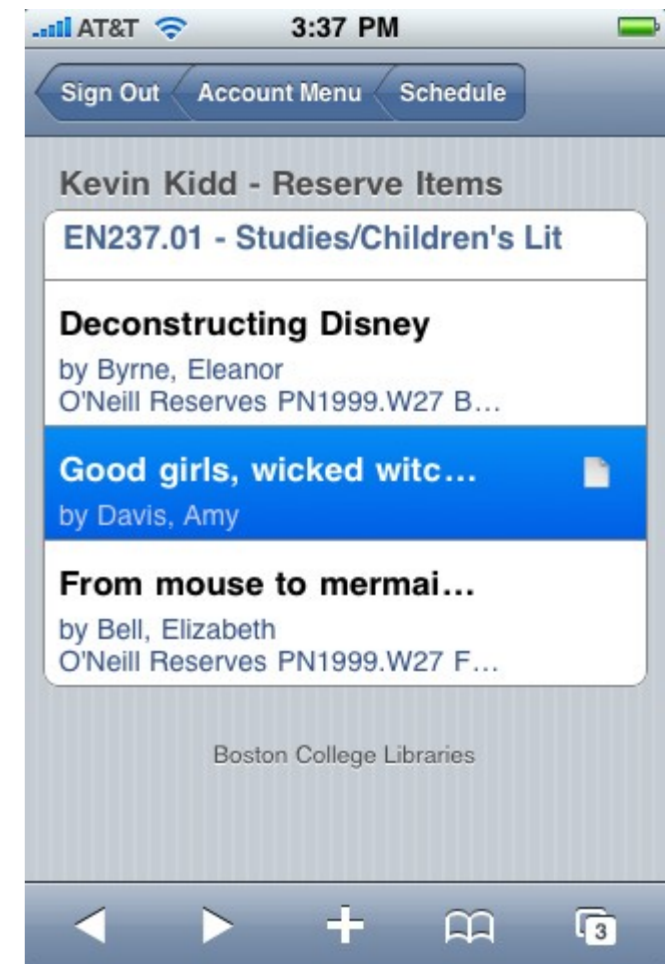 AT&T 3:37 PM
Sign Out Account Menu Schedule
Kevin Kidd - Reserve Items
EN237.01 - Studies/Children's Lit
Deconstructing Disney
by Byrne, Eleanor
O'Neill Reserves PN1999.W27 B...
Good girls, wicked witc...
by Davis, Amy
From mouse to mermai...
by Bell, Elizabeth
O'Neill Reserves PN1999.W27 F...
Boston College Libraries
3